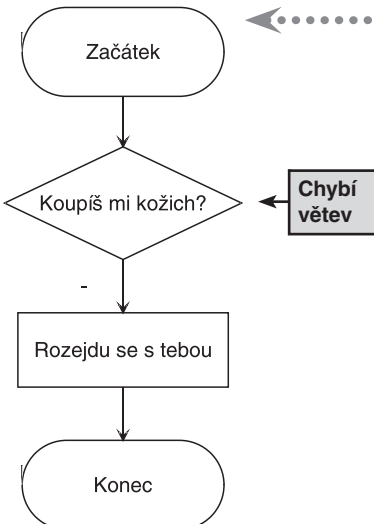 Začátek
Koupíš mi kožich?
Chybí
větev
-
Rozejdu se s tebou
Konec